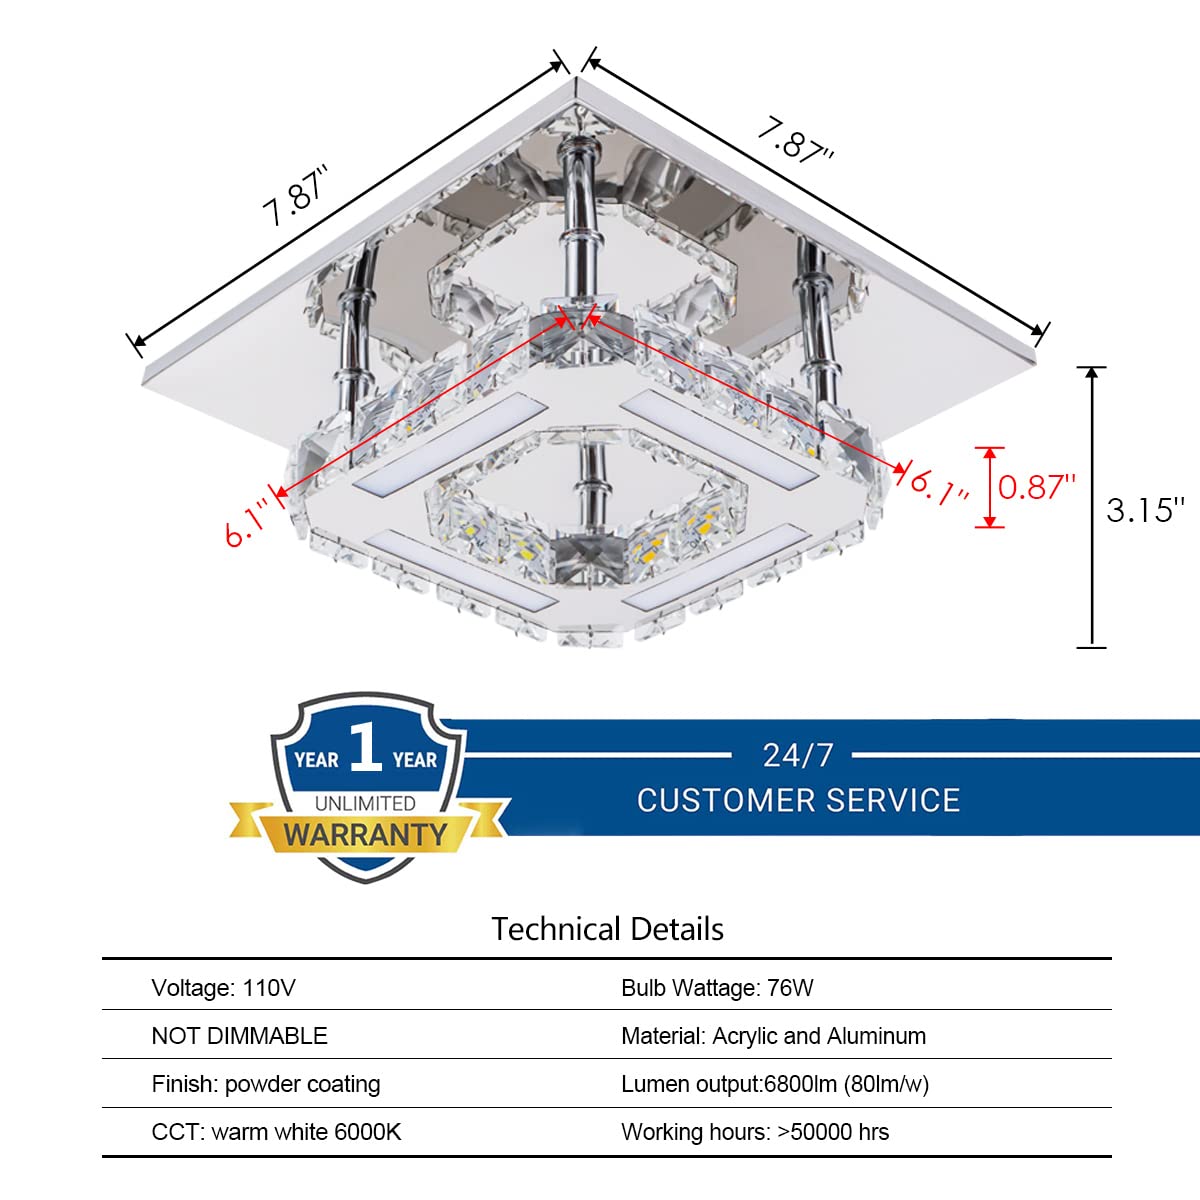 7.87"
7.87"
6.1"
6.1"
0.87"
3.15"
YEAR 1 YEAR
UNLIMITED
WARRANTY
24/7
CUSTOMER SERVICE
Technical Details
Voltage: 110V
Bulb Wattage: 76W
NOT DIMMABLE
Material: Acrylic and Aluminum
Finish: powder coating
Lumen output:6800lm (80lm/w)
CCT: warm white 6000K
Working hours: >50000 hrs